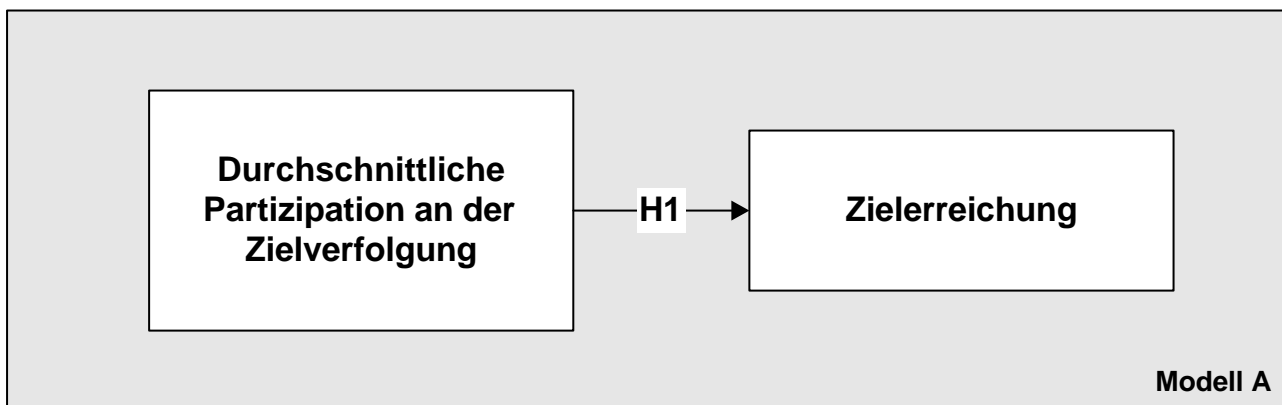 Durchschnittliche
Partizipation an der
Zielverfolgung
H1
Zielerreichung
Modell A